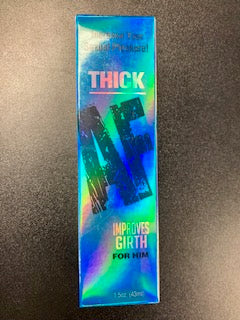 THICK
AF
IMPROVES
GIRTH
FOR HIM
1.5oz (43ml)